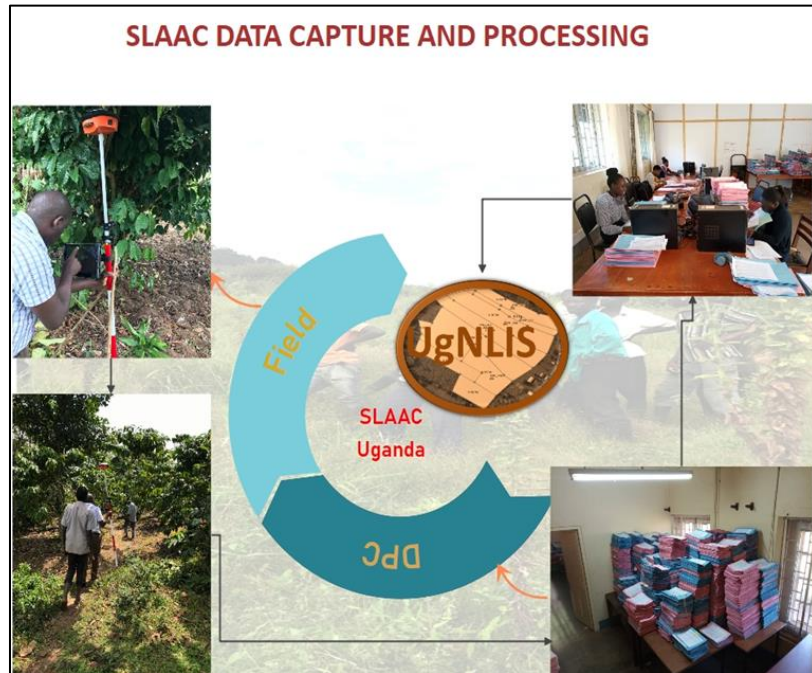 SLAAC DATA CAPTURE AND PROCESSING
Field
UgNLIS
SLAAC
Uganda
DPC